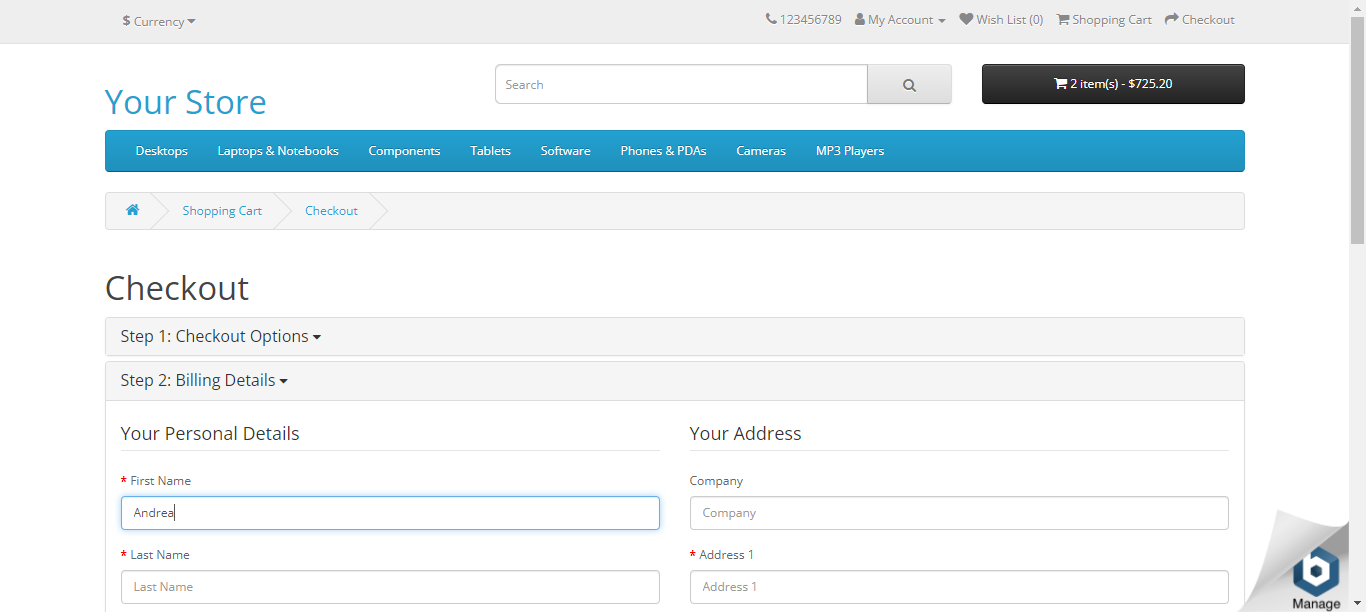 $ Currency
123456789 My Account Wish List (0) Shopping Cart Checkout
Your Store
Search
2 item(s) - $725.20
Desktops Laptops & Notebooks Components Tablets Software Phones & PDAs Cameras MP3 Players
Shopping Cart Checkout
Checkout
Step 1: Checkout Options
Step 2: Billing Details
Your Personal Details
* First Name
Andrea
* Last Name
Last Name
Your Address
Company
Company
* Address 1
Address 1
b
Manage